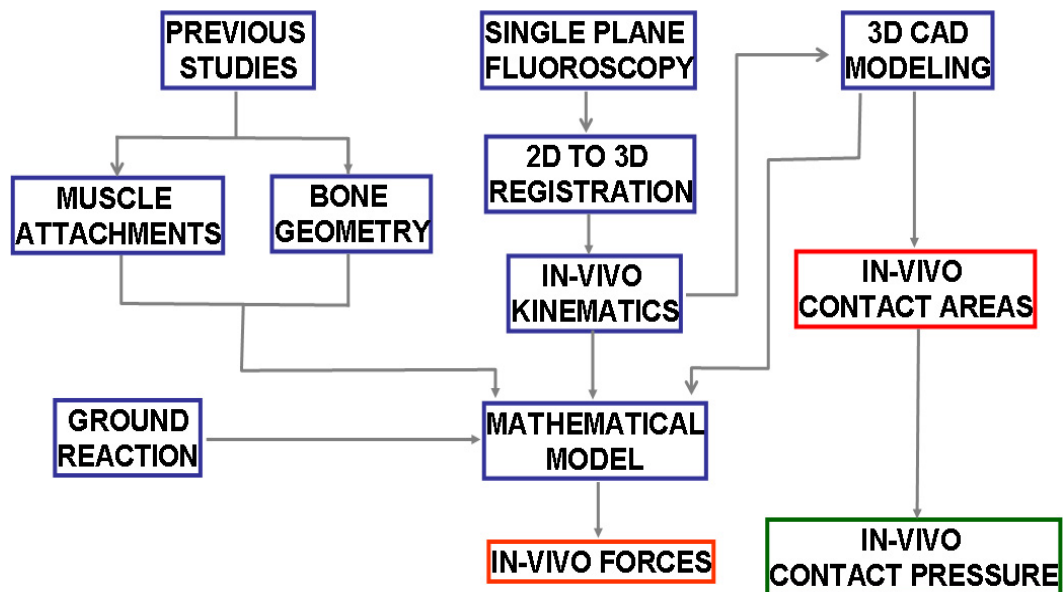 PREVIOUS
STUDIES
SINGLE PLANE
FLUOROSCOPY
3D CAD
MODELING
MUSCLE
ATTACHMENTS
BONE
GEOMETRY
2D TO 3D
REGISTRATION
IN-VIVO
KINEMATICS
IN-VIVO
CONTACT AREAS
GROUND
REACTION
MATHEMATICAL
MODEL
IN-VIVO FORCES
IN-VIVO
CONTACT PRESSURE